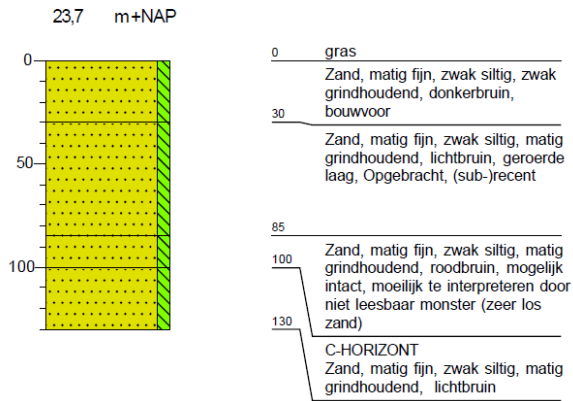 23,7 m+NAP
0
50
100
0 gras
Zand, matig fijn, zwak siltig, zwak
grindhoudend, donkerbruin,
bouwvoor
30
Zand, matig fijn, zwak siltig, matig
grindhoudend, lichtbruin, geroerde
laag, Opgebracht, (sub-)recent
85
Zand, matig fijn, zwak siltig, matig
grindhoudend, roodbruin, mogelijk
intact, moeilijk te interpreteren door
niet leesbaar monster (zeer los
zand)
100
C-HORIZONT
Zand, matig fijn, zwak siltig, matig
grindhoudend, lichtbruin
130